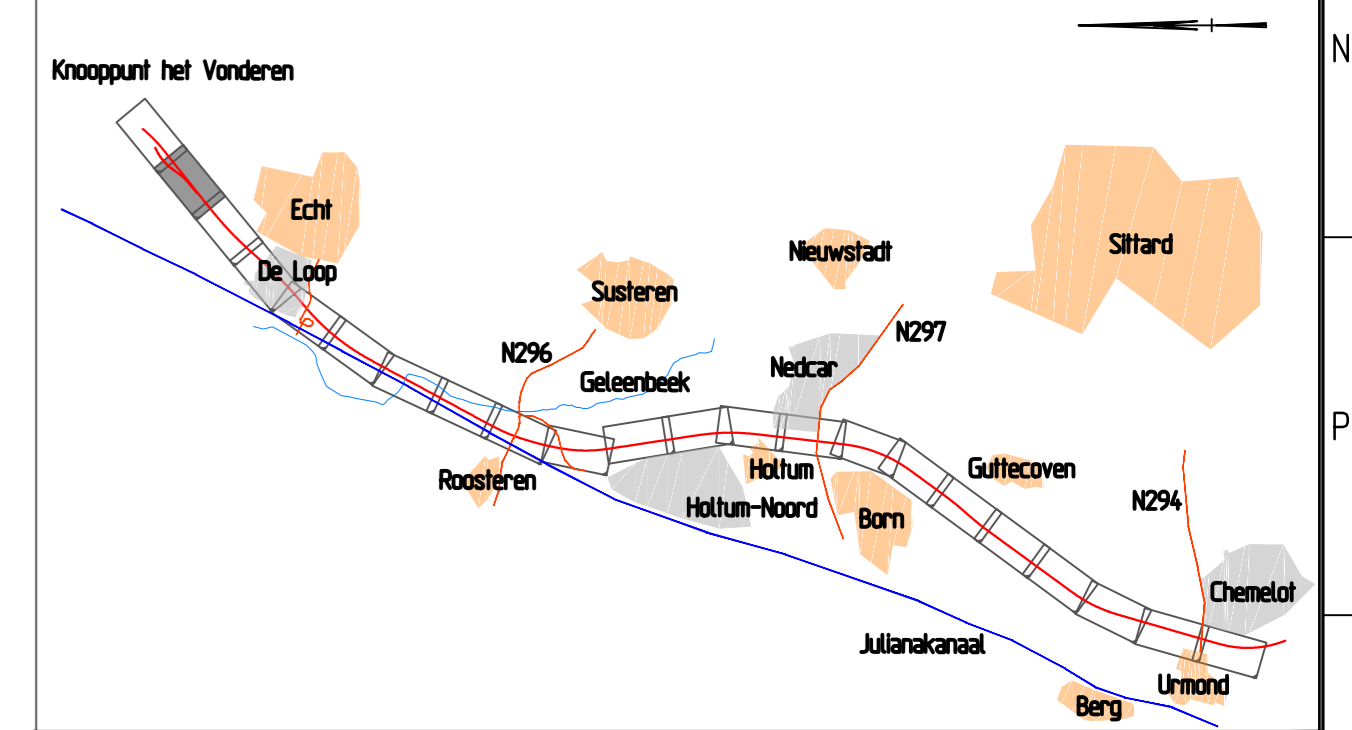 N
Knooppunt het Vonderen
Echt
Nieuwstadt
Sittard
De Loop
Susteren
N297
N296
Nedcar
Geleenbeek
P
Holtum
Guttecoven
Roosteren
N294
Holtum-Noord
Born
Chemelot
Julianakanaal
Urmond
Berg